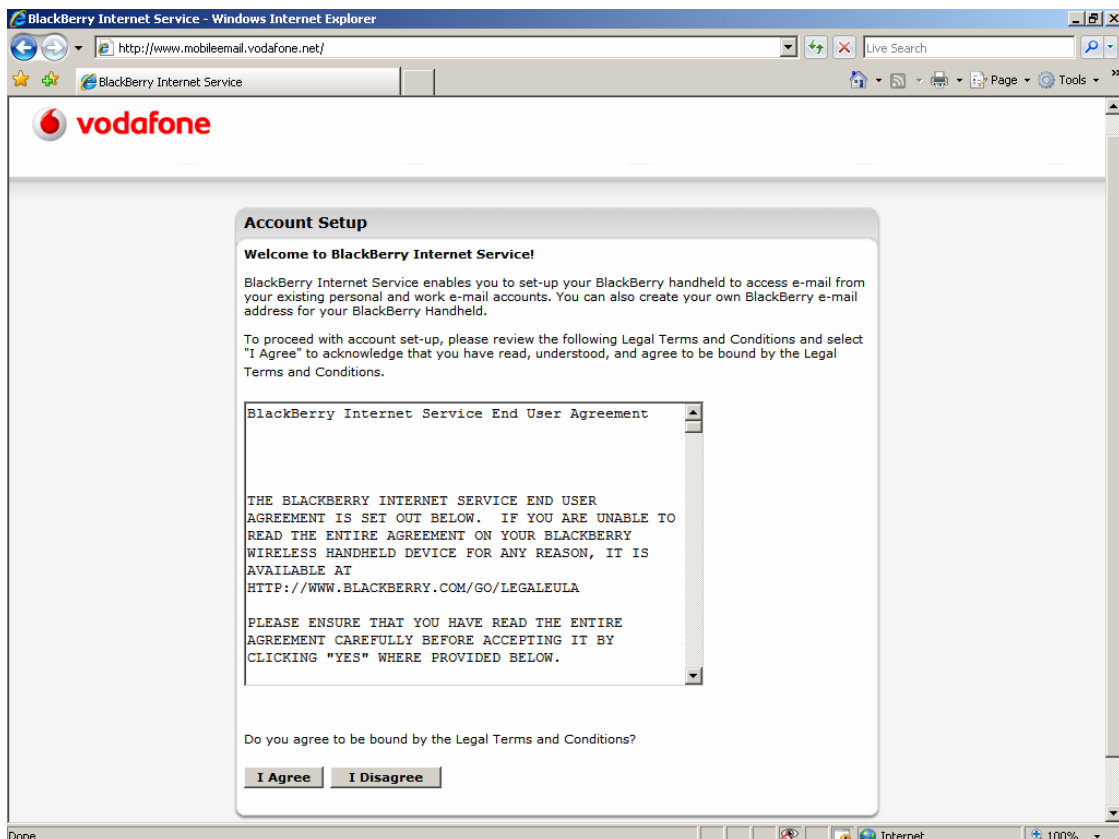 BlackBerry Internet Service - Windows Internet Explorer
http://www.mobileemail.vodafone.net/
Live Search
BlackBerry Internet Service
Page
Tools
vodafone
Account Setup
Welcome to BlackBerry Internet Service!
BlackBerry Internet Service enables you to set-up your BlackBerry handheld to access e-mail from
your existing personal and work e-mail accounts. You can also create your own BlackBerry e-mail
address for your BlackBerry Handheld.
To proceed with account set-up, please review the following Legal Terms and Conditions and select
"I Agree" to acknowledge that you have read, understood, and agree to be bound by the Legal
Terms and Conditions.
BlackBerry Internet Service End User Agreement
THE BLACKBERRY INTERNET SERVICE END USER
AGREEMENT IS SET OUT BELOW.  IF YOU ARE UNABLE TO
READ THE ENTIRE AGREEMENT ON YOUR BLACKBERRY
WIRELESS HANDHELD DEVICE FOR ANY REASON, IT IS
AVAILABLE AT
HTTP://WWW.BLACKBERRY.COM/GO/LEGALEULA
PLEASE ENSURE THAT YOU HAVE READ THE ENTIRE
AGREEMENT CAREFULLY BEFORE ACCEPTING IT BY
CLICKING "YES" WHERE PROVIDED BELOW.
Do you agree to be bound by the Legal Terms and Conditions?
I Agree
I Disagree
Done
Internet
100%